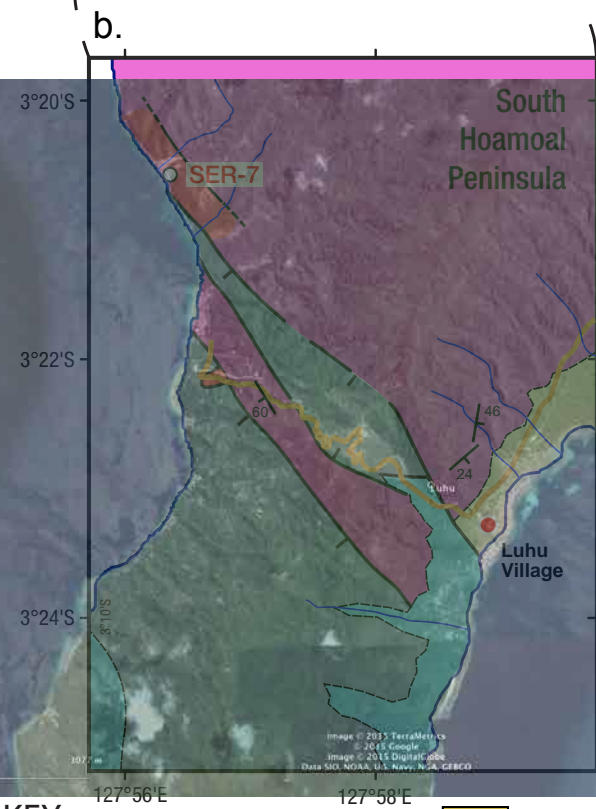 b.
3°20'S
South
Hoamoal
Peninsula
SER-7
3°22'S
60
46
24
Luhu
Luhu
Village
3°24'S
3°10'S
image © 2015 TerraMetrics
© 2015 Google
image © 2015 DigitalGlobe
Data SIO, NOAA, U.S. Navy, NGA, GEBCO
3077 m
127°56'E
127°58'E
KEY